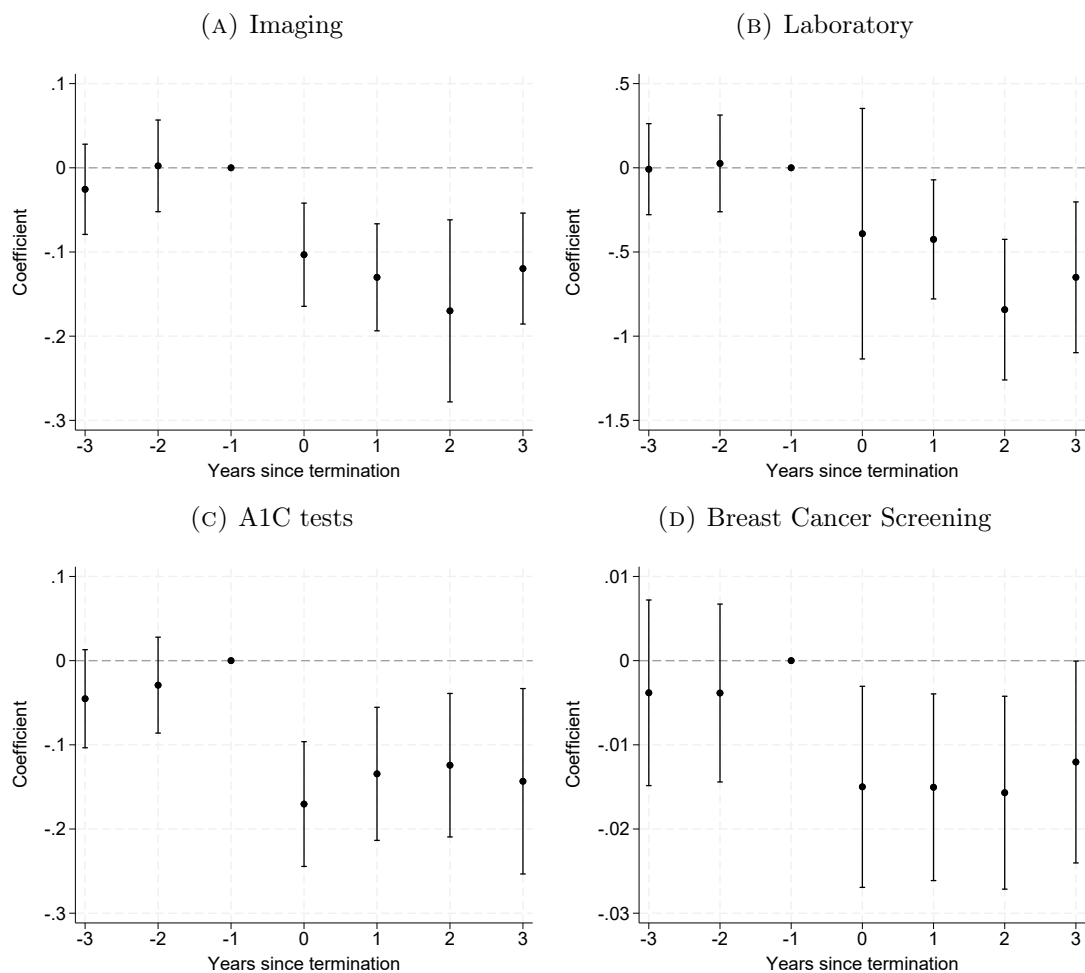 (A) Imaging
.1
0
-.1
-.2
-.3
Coefficient
-3 -2 -1 0 1 2 3
Years since termination
(B) Laboratory
.5
0
-.5
-1
-1.5
Coefficient
-3 -2 -1 0 1 2 3
Years since termination
(C) A1C tests
.1
0
-.1
-.2
-.3
Coefficient
-3 -2 -1 0 1 2 3
Years since termination
(D) Breast Cancer Screening
.01
0
-.01
-.02
-.03
Coefficient
-3 -2 -1 0 1 2 3
Years since termination